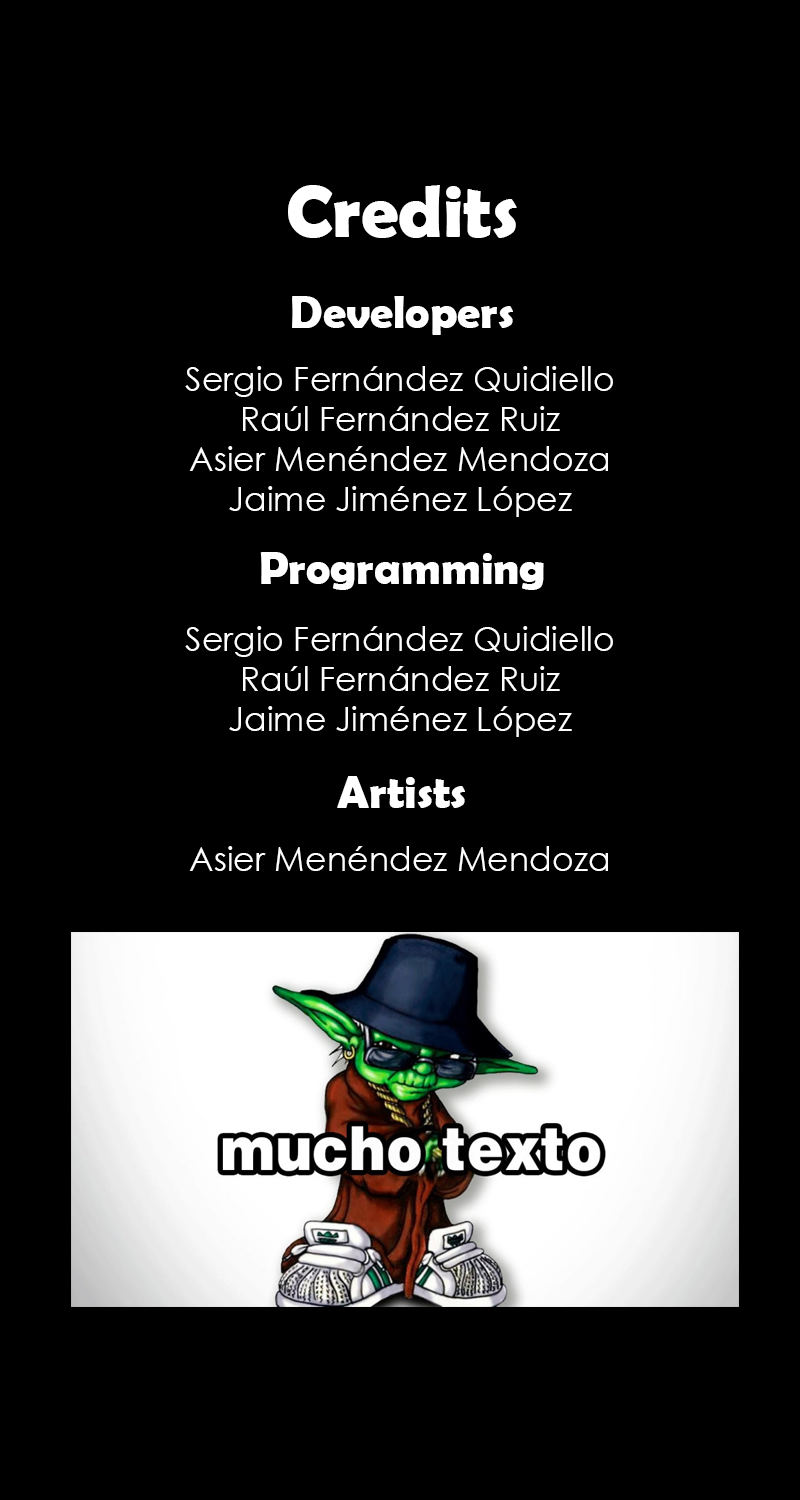 Credits
Developers
Sergio Fernández Quidiello
Raúl Fernández Ruiz
Asier Menéndez Mendoza
Jaime Jiménez López
Programming
Sergio Fernández Quidiello
Raúl Fernández Ruiz
Jaime Jiménez López
Artists
Asier Menéndez Mendoza
mucho texto